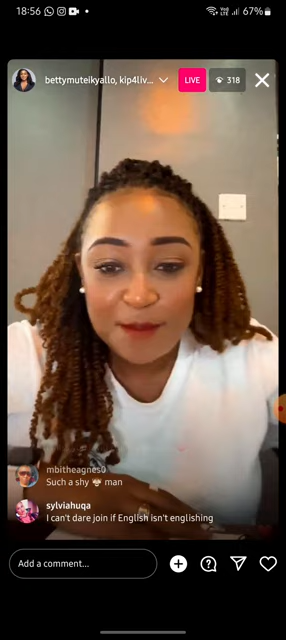 18:56
67%
bettymuteikyallo, kip4liv...
LIVE
318
mbitheagnes0
Such a shy man
sylviahuqa
I can't dare join if English isn't englishing
Add a comment...